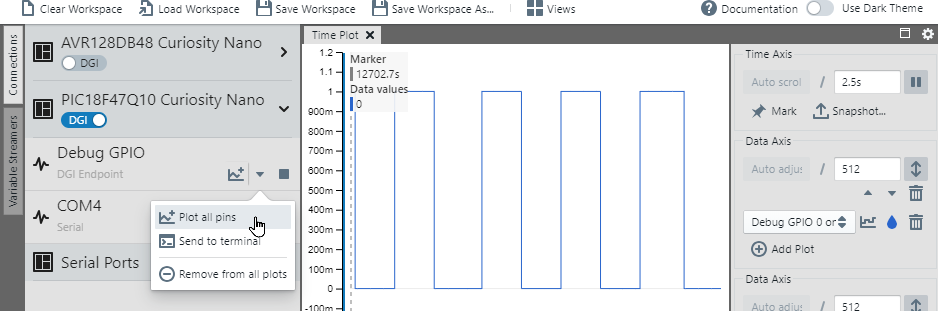 Clear Workspace
Load Workspace
Save Workspace
Save Workspace As...
Views
Documentation
Use Dark Theme
Connections
Variable Streamers
AVR128DB48 Curiosity Nano
DGI
PIC18F47Q10 Curiosity Nano
DGI
Debug GPIO
DGI Endpoint
COM4
Serial
Serial Ports
Plot all pins
Send to terminal
Remove from all plots
Time Plot
Marker
12702.7s
Data values
0
1.2
1.1
1
900m
800m
700m
600m
500m
400m
300m
200m
100m
0
-100m
Time Axis
Auto scrol
/
2.5s
Mark
Snapshot...
Data Axis
Auto adjus
/
512
Debug GPIO 0 or
Add Plot
Data Axis
Auto adjus
/
512